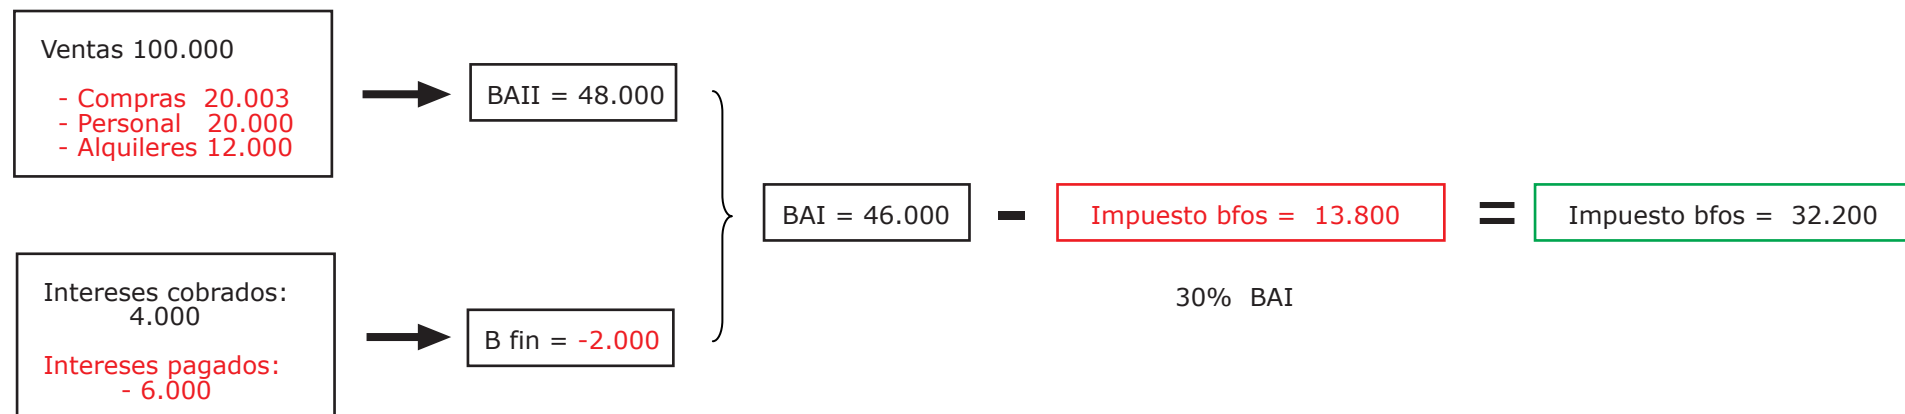 Ventas 100.000
- Compras 20.003
- Personal 20.000
- Alquileres 12.000
BAII = 48.000
Intereses cobrados:
4.000
Intereses pagados:
- 6.000
B fin = -2.000
BAI = 46.000
-
Impuesto bfos = 13.800
30% BAI
=
Impuesto bfos = 32.200